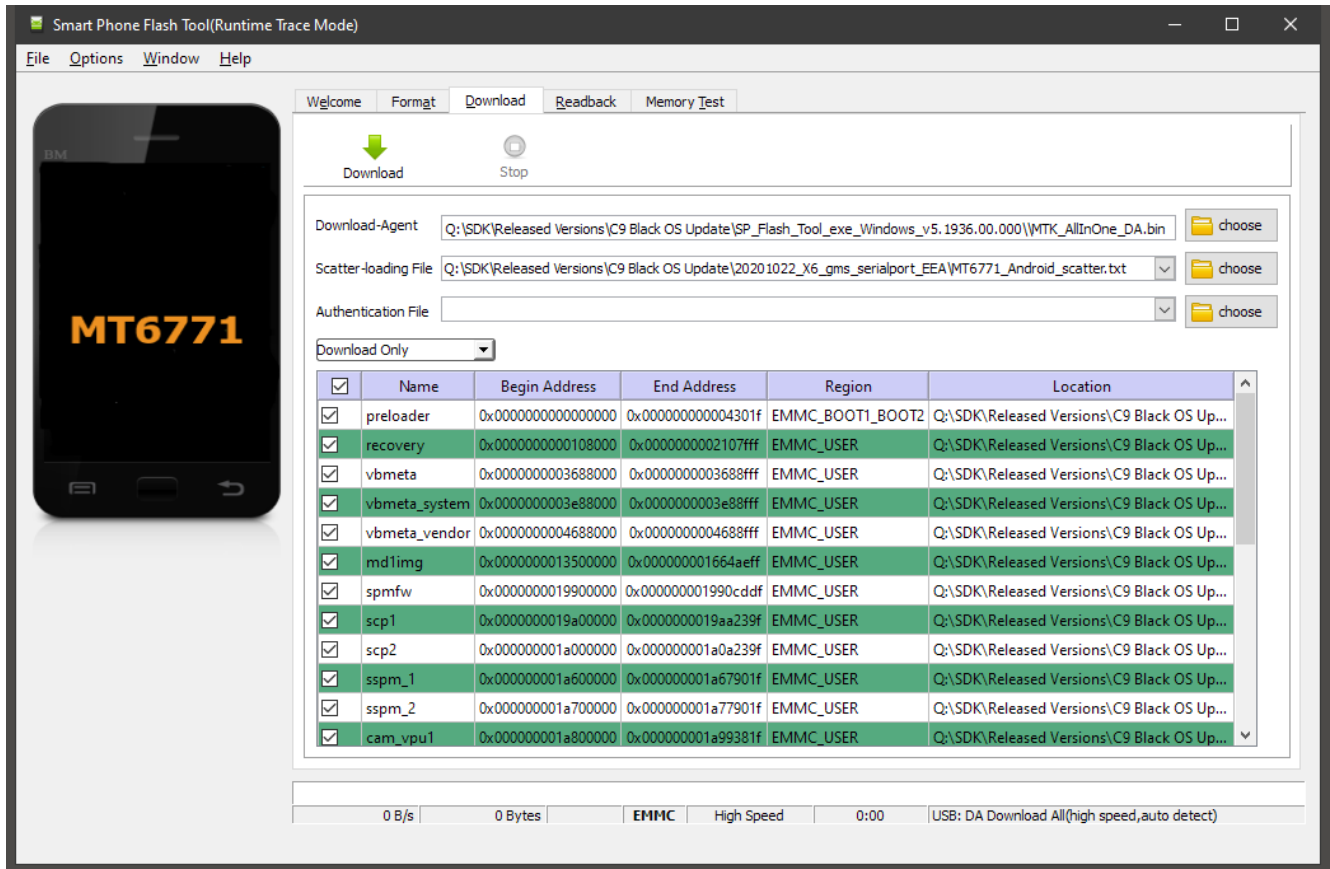 Smart Phone Flash Tool(Runtime Trace Mode)
File Options Window Help
Welcome Format Download Readback Memory Test
BM
MT6771
Download Stop
Download-Agent Q:\SDK\Released Versions\C9 Black OS Update\SP_Flash_Tool_exe_Windows_v5.1936.00.000\\MTK_AllInOne_DA.bin choose
Scatter-loading File Q:\SDK\Released Versions\C9 Black OS Update\20201022_X6_gms_serialport_EEA\MT6771_Android_scatter.txt choose
Authentication File choose
Download Only
Name Begin Address End Address Region Location
preloader 0x0000000000000000 0x000000000004301f EMMC_BOOT1_BOOT2 Q:\SDK\Released Versions\C9 Black OS Up...
recovery 0x0000000000108000 0x0000000002107fff EMMC_USER Q:\SDK\Released Versions\C9 Black OS Up...
vbmeta 0x0000000003688000 0x0000000003688fff EMMC_USER Q:\SDK\Released Versions\C9 Black OS Up...
vbmeta_system 0x0000000003e88000 0x0000000003e88fff EMMC_USER Q:\SDK\Released Versions\C9 Black OS Up...
vbmeta_vendor 0x0000000004688000 0x0000000004688fff EMMC_USER Q:\SDK\Released Versions\C9 Black OS Up...
md1img 0x0000000013500000 0x000000001664aeff EMMC_USER Q:\SDK\Released Versions\C9 Black OS Up...
spmfw 0x0000000019900000 0x000000001990cddf EMMC_USER Q:\SDK\Released Versions\C9 Black OS Up...
scp1 0x0000000019a00000 0x0000000019aa239f EMMC_USER Q:\SDK\Released Versions\C9 Black OS Up...
scp2 0x000000001a000000 0x000000001a0a239f EMMC_USER Q:\SDK\Released Versions\C9 Black OS Up...
sspm_1 0x000000001a600000 0x000000001a67901f EMMC_USER Q:\SDK\Released Versions\C9 Black OS Up...
sspm_2 0x000000001a700000 0x000000001a77901f EMMC_USER Q:\SDK\Released Versions\C9 Black OS Up...
cam_vpu1 0x000000001a800000 0x000000001a99381f EMMC_USER Q:\SDK\Released Versions\C9 Black OS Up...
0 B/s 0 Bytes EMMC High Speed 0:00 USB: DA Download All(high speed,auto detect)